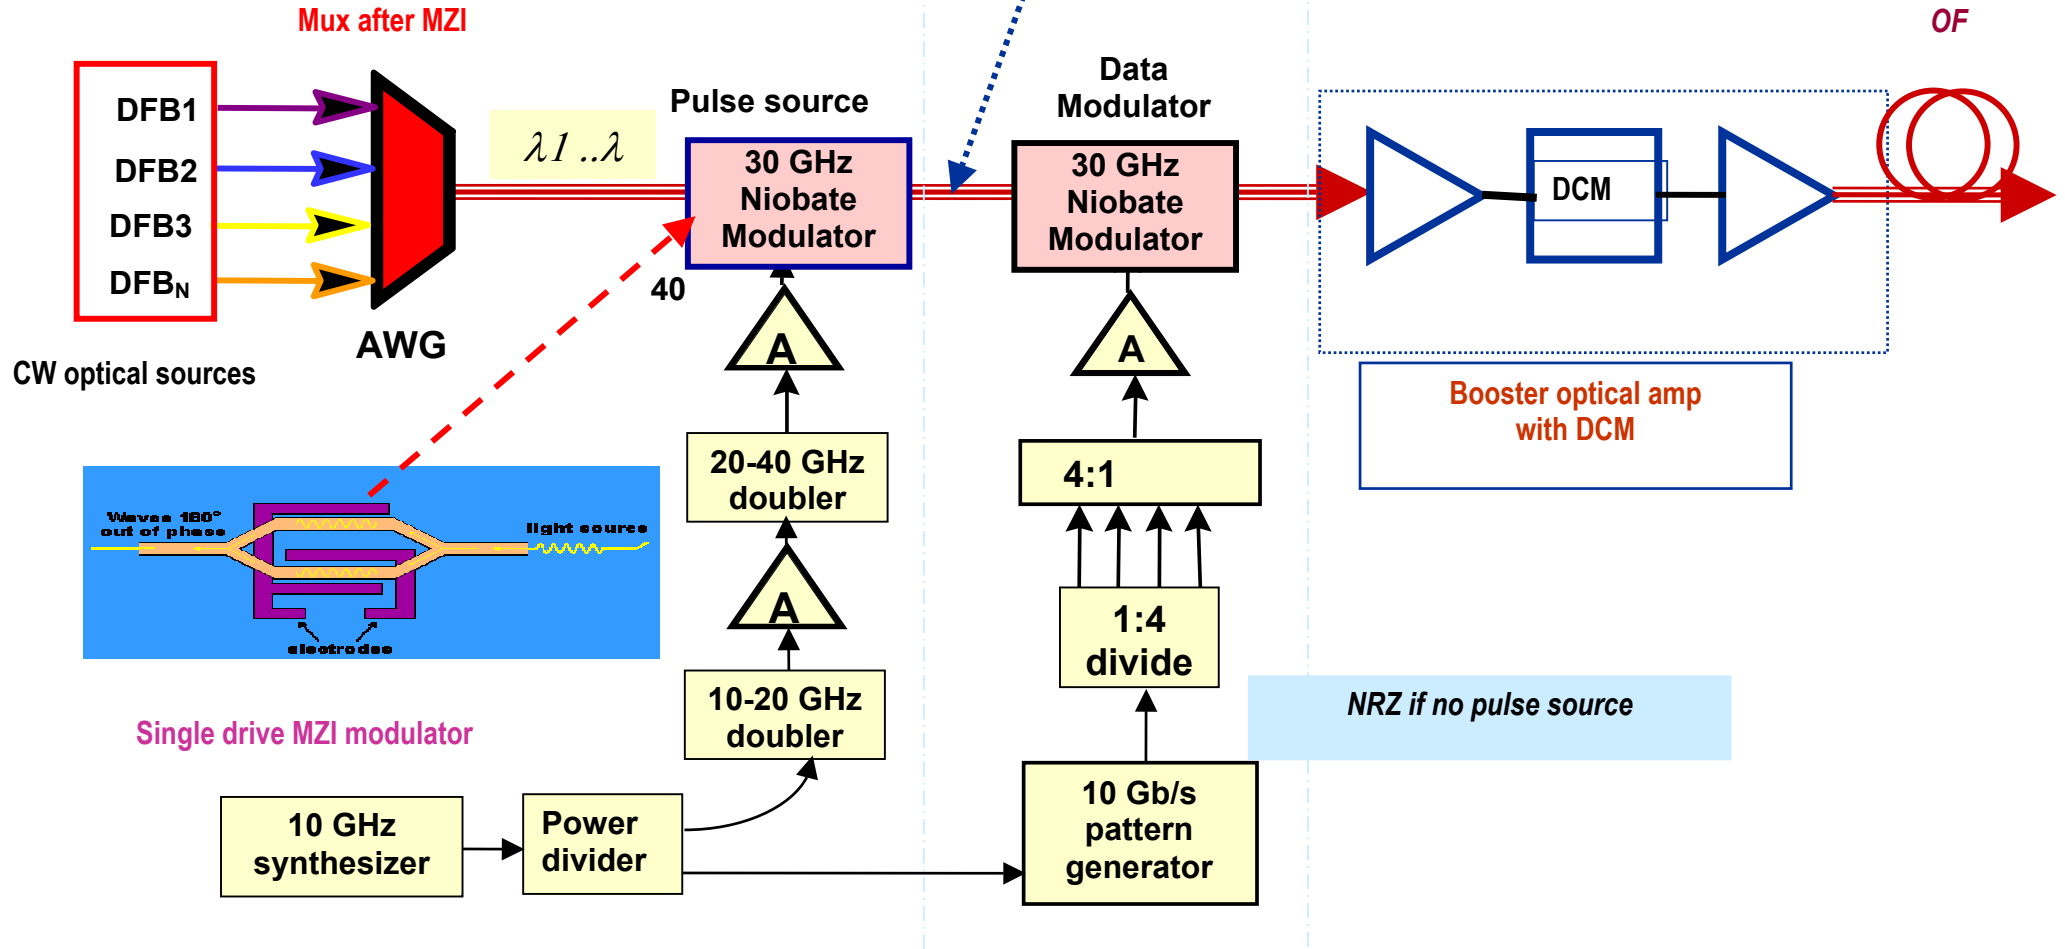 Mux after MZI
OF
DFB1
DFB2
DFB3
DFBN
AWG
CW optical sources
λ1 ..λ
Pulse source
30 GHz
Niobate
Modulator
40
Data
Modulator
30 GHz
Niobate
Modulator
DCM
Booster optical amp
with DCM
A
A
20-40 GHz
doubler
4:1
Waves 180°
out of phase
light source
electrodes
A
1:4
divide
10-20 GHz
doubler
NRZ if no pulse source
Single drive MZI modulator
10 GHz
synthesizer
Power
divider
10 Gb/s
pattern
generator